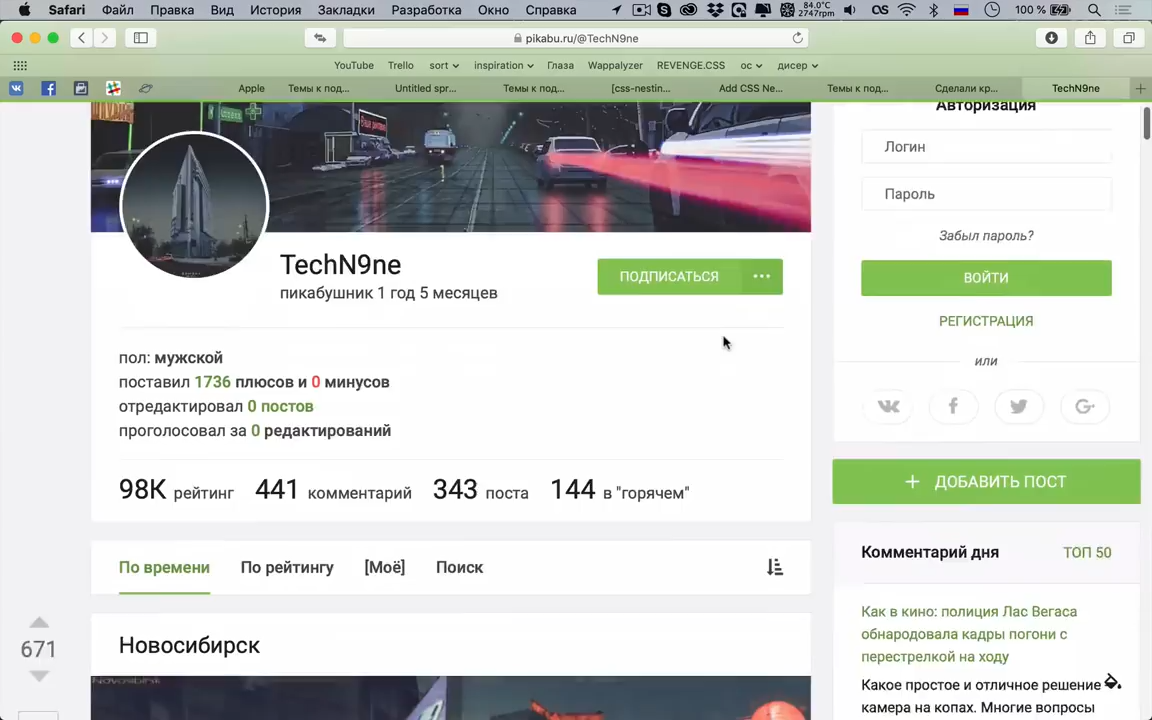 Safari Файл Правка Вид История Закладки Разработка Окно Справка 84.0°C 2747rpm 100 %
pikabu.ru/@TechN9ne
YouTube Trello sort inspiration Глаза Wappalyzer REVENGE.CSS ос дисер
Apple Темы к под... Untitled spr... Темы к под... [css-nestin... Add CSS Ne... Темы к под... Сделали кр... TechN9ne
Авторизация
Логин
Пароль
Забыл пароль?
ВОЙТИ
РЕГИСТРАЦИЯ
или
TechN9ne
пикабушник 1 год 5 месяцев
ПОДПИСАТЬСЯ
пол: мужской
поставил 1736 плюсов и 0 минусов
отредактировал 0 постов
проголосовал за 0 редактирований
98К рейтинг 441 комментарий 343 поста 144 в "горячем"
+ ДОБАВИТЬ ПОСТ
По времени По рейтингу [Моё] Поиск
Комментарий дня ТОП 50
Как в кино: полиция Лас Вегаса
обнародовала кадры погони с
перестрелкой на ходу
Какое простое и отличное решение
камера на копах. Многие вопросы
671
Новосибирск